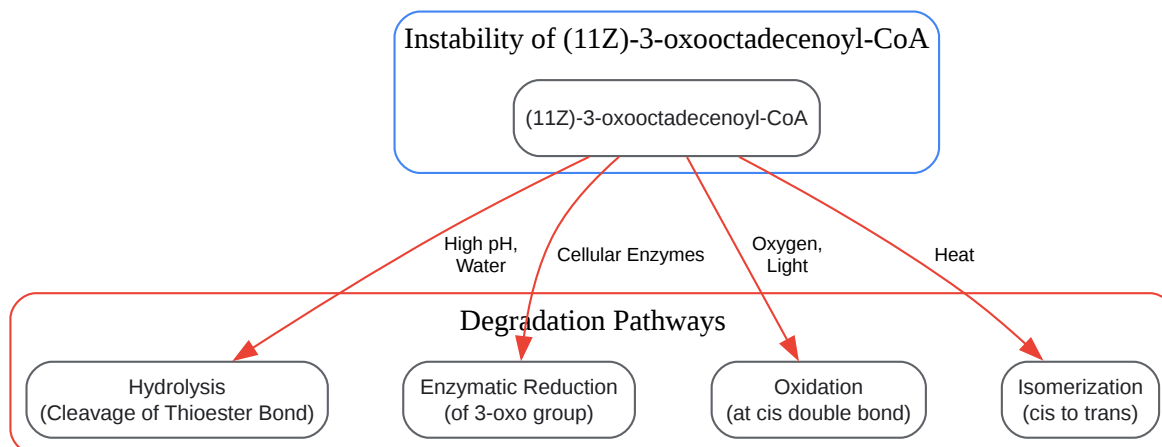 Instability of (11Z)-3-oxooctadecenoyl-CoA
(11Z)-3-oxooctadecenoyl-CoA
High pH,
Water
Cellular Enzymes
Oxygen,
Light
Heat
Degradation Pathways
Hydrolysis
(Cleavage of Thioester Bond)
Enzymatic Reduction
(of 3-oxo group)
Oxidation
(at cis double bond)
Isomerization
(cis to trans)